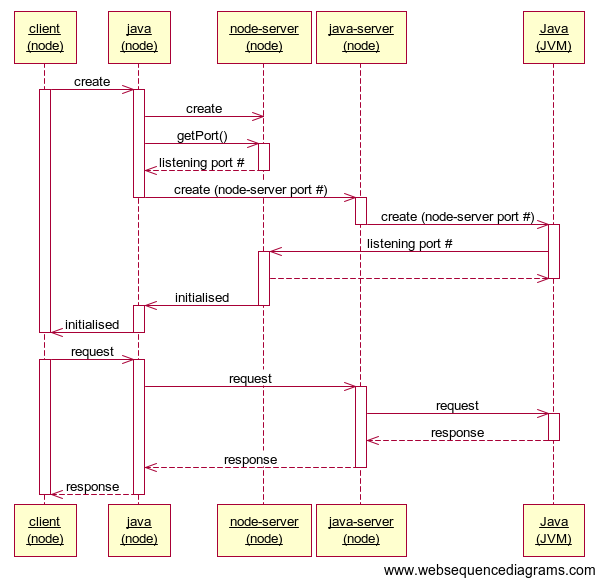 client
(node)
java
(node)
node-server
(node)
java-server
(node)
Java
(JVM)
create
create
getPort()
listening port #
create (node-server port #)
create (node-server port #)
listening port #
initialised
initialised
request
request
request
response
response
response
client
(node)
java
(node)
node-server
(node)
java-server
(node)
Java
(JVM)
www.websequencediagrams.com